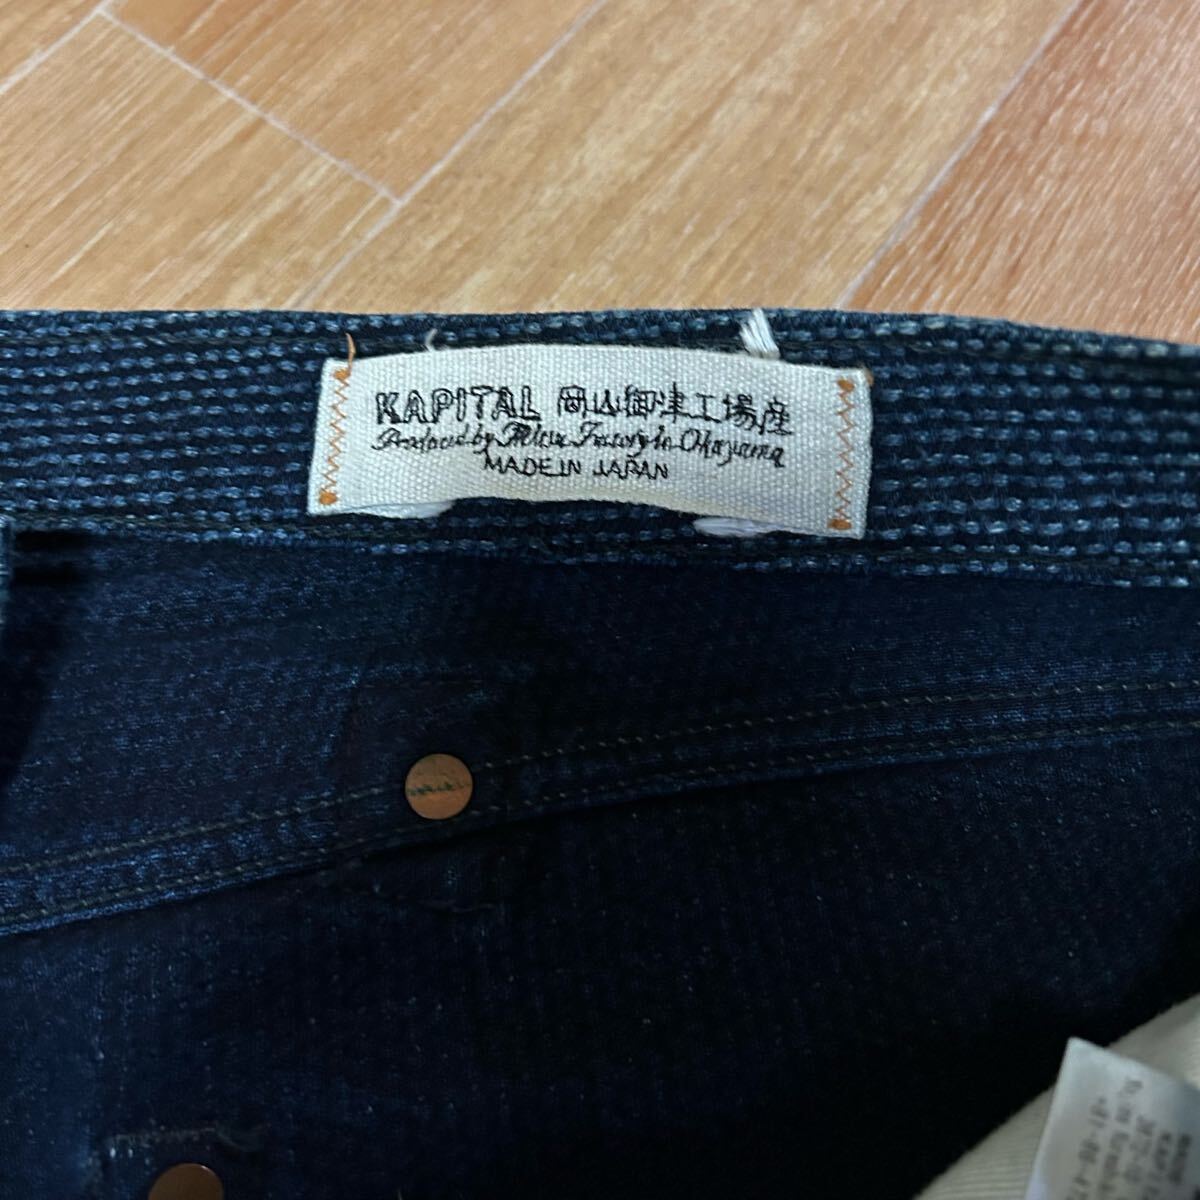 KAPITAL 岡山御津工場産
Produced by Mitsu Factory in Okayama
MADE IN JAPAN